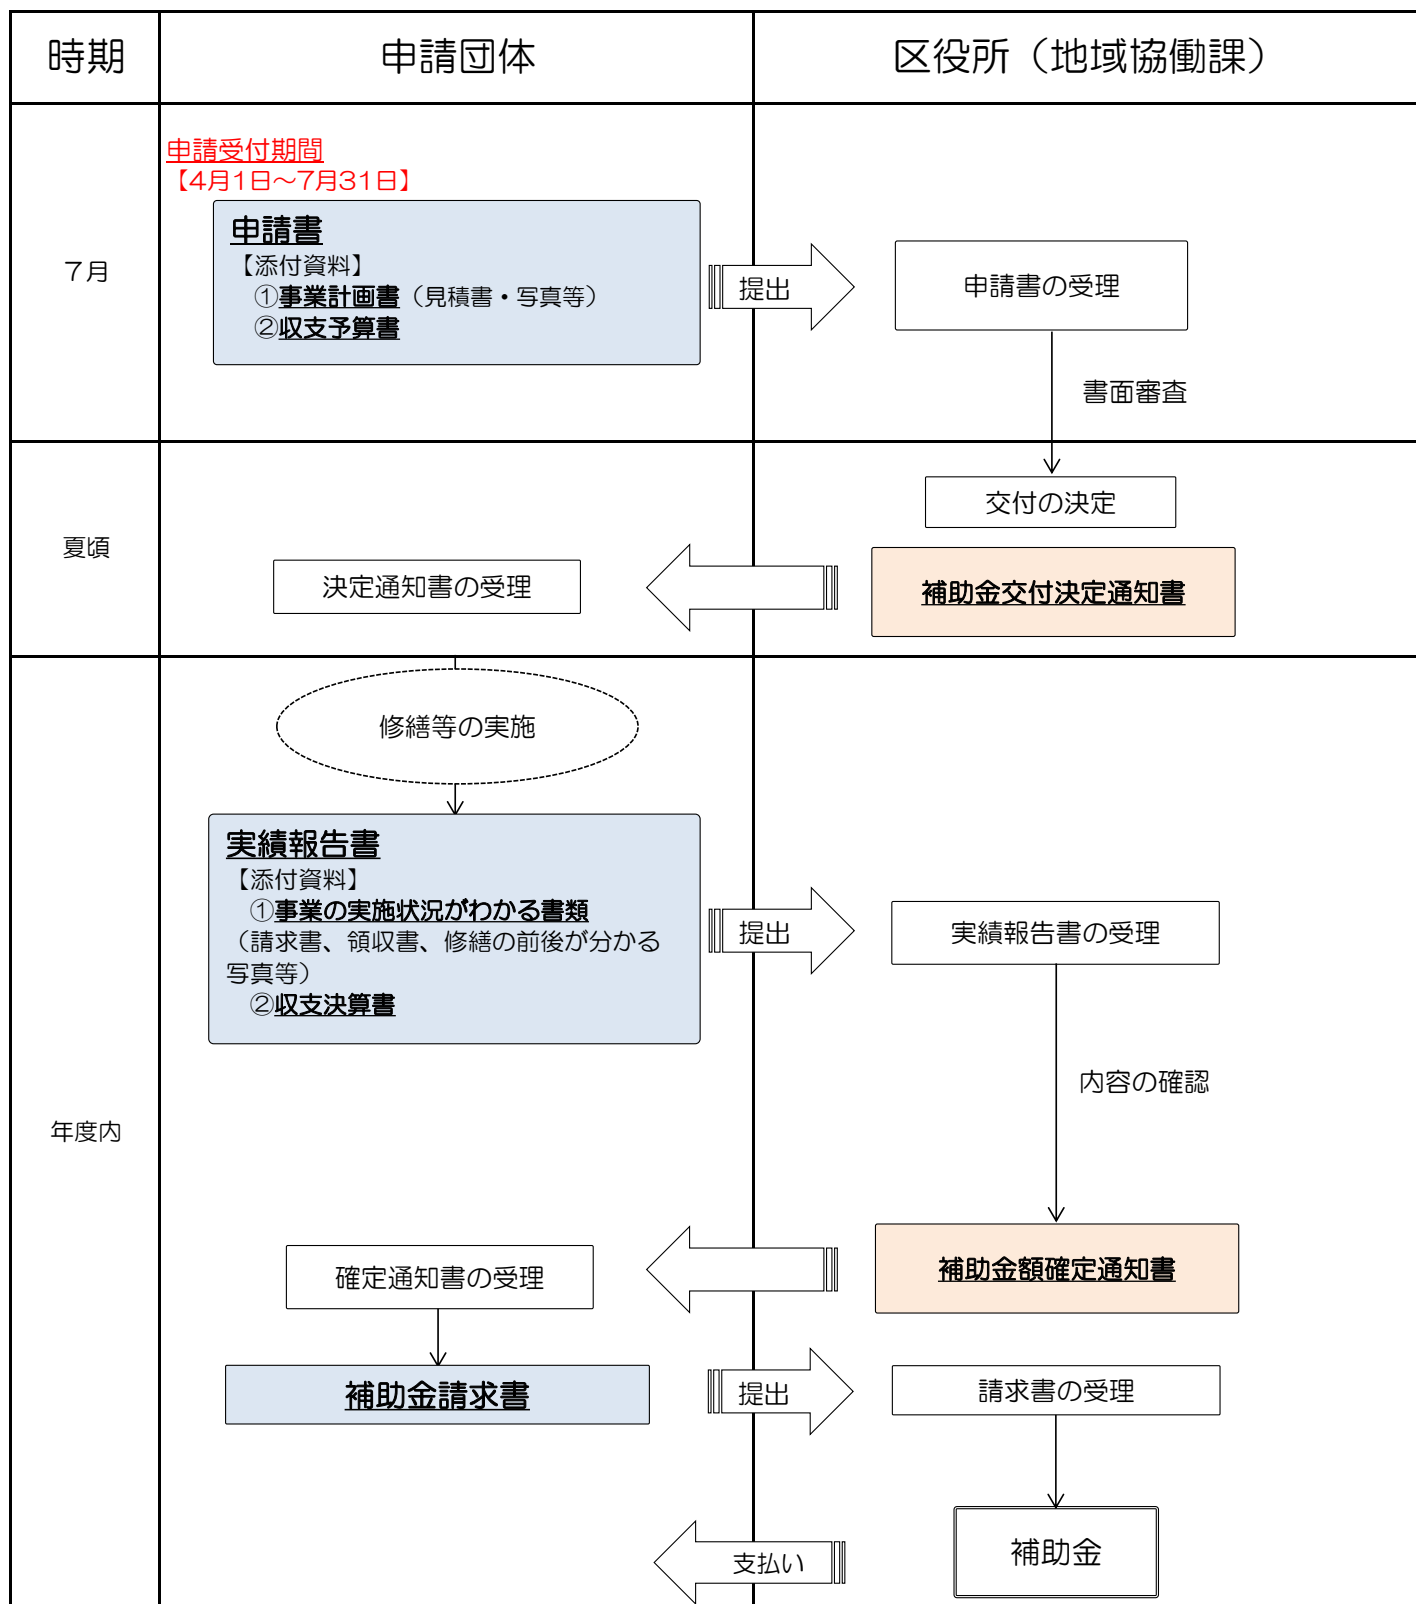 時期
申請団体
区役所（地域協働課）
7月
申請受付期間
【4月1日～7月31日】
申請書
【添付資料】
①事業計画書（見積書・写真等）
②収支予算書
提出
申請書の受理
書面審査
夏頃
交付の決定
補助金交付決定通知書
決定通知書の受理
年度内
修繕等の実施
実績報告書
【添付資料】
①事業の実施状況がわかる書類
（請求書、領収書、修繕の前後が分かる
写真等）
②収支決算書
提出
実績報告書の受理
内容の確認
補助金額確定通知書
確定通知書の受理
補助金請求書
提出
請求書の受理
補助金
支払い